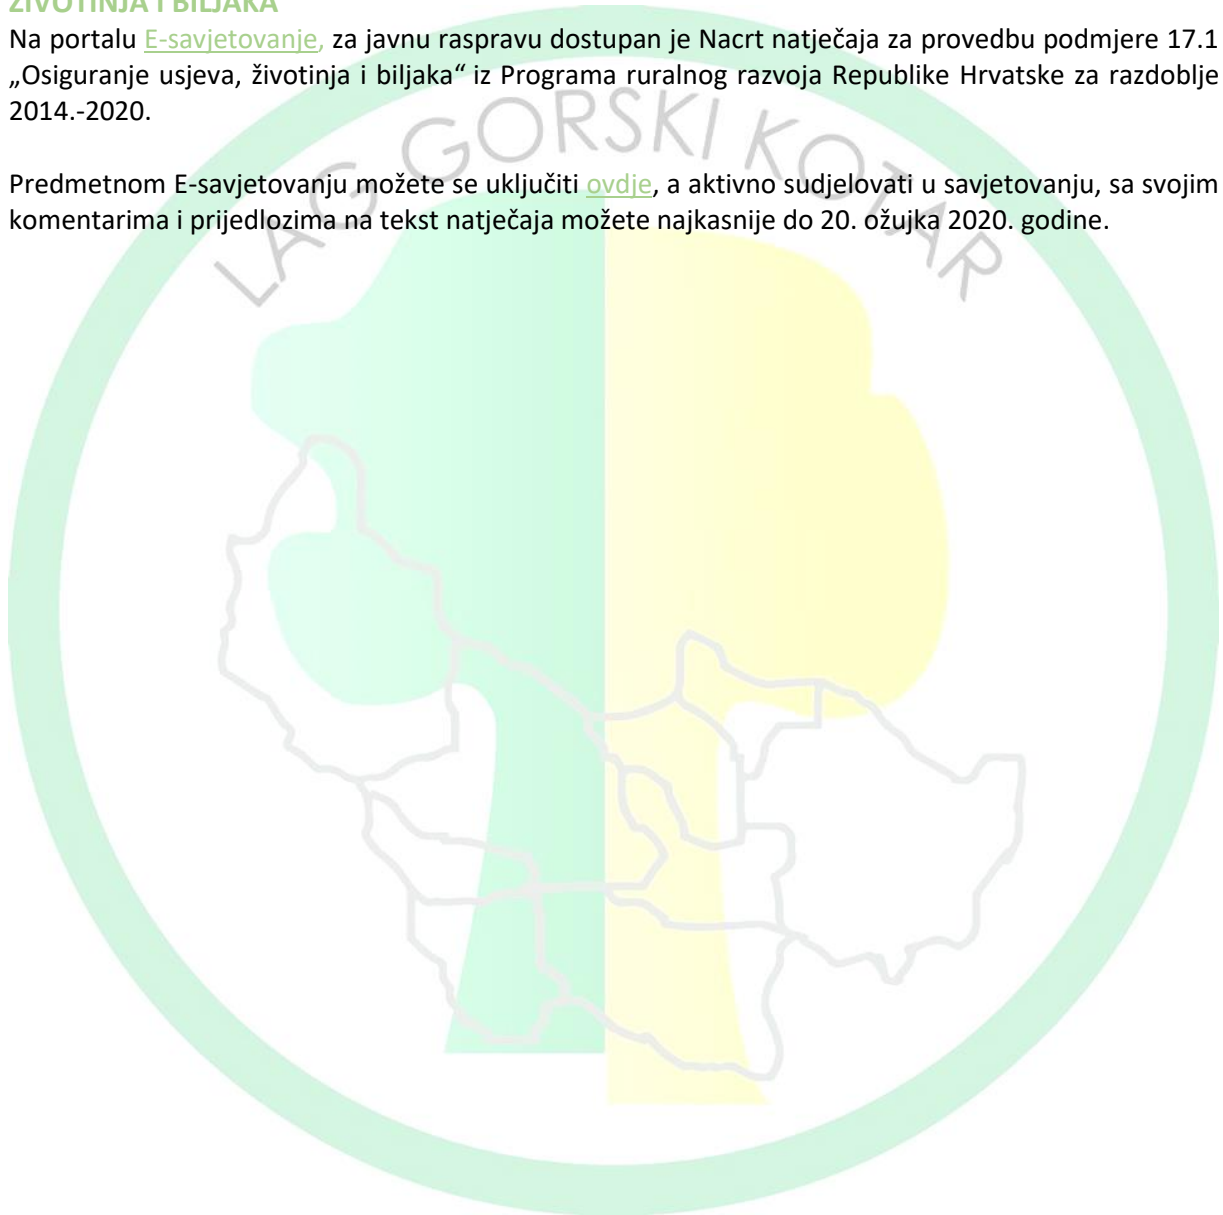 ŽIVOTINJA I BILJAKA
Na portalu E-savjetovanje, za javnu raspravu dostupan je Nacrt natječaja za provedbu podmjere 17.1
„Osiguranje usjeva, životinja i biljaka“ iz Programa ruralnog razvoja Republike Hrvatske za razdoblje
2014.-2020.
Predmetnom E-savjetovanju možete se uključiti ovdje, a aktivno sudjelovati u savjetovanju, sa svojim
komentarima i prijedlozima na tekst natječaja možete najkasnije do 20. ožujka 2020. godine.
LAG GORSKI KOTAR